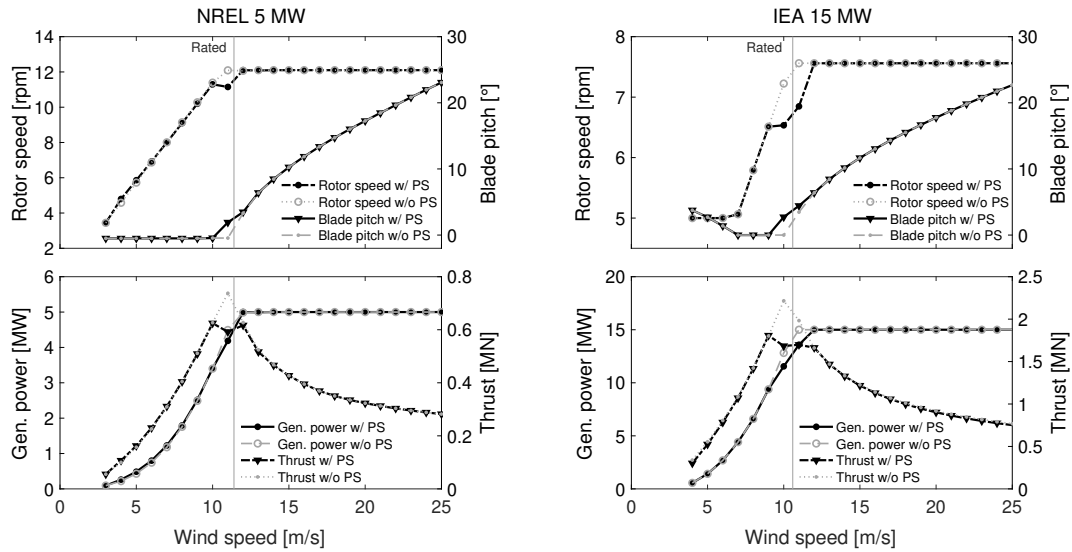 NREL 5 MW
IEA 15 MW
Rotor speed [rpm]
14
12
10
8
6
4
2
Rated
Rotor speed w/ PS
Rotor speed w/o PS
Blade pitch w/ PS
Blade pitch w/o PS
30
20
10
0
Blade pitch [°]
Rotor speed [rpm]
8
7
6
5
Rated
Rotor speed w/ PS
Rotor speed w/o PS
Blade pitch w/ PS
Blade pitch w/o PS
30
20
10
0
Blade pitch [°]
Gen. power [MW]
6
5
4
3
2
1
0
Gen. power w/ PS
Gen. power w/o PS
Thrust w/ PS
Thrust w/o PS
0.8
0.6
0.4
0.2
0
Thrust [MN]
0 5 10 15 20 25
Wind speed [m/s]
Gen. power [MW]
20
15
10
5
0
Gen. power w/ PS
Gen. power w/o PS
Thrust w/ PS
Thrust w/o PS
2.5
2
1.5
1
0.5
0
Thrust [MN]
0 5 10 15 20 25
Wind speed [m/s]